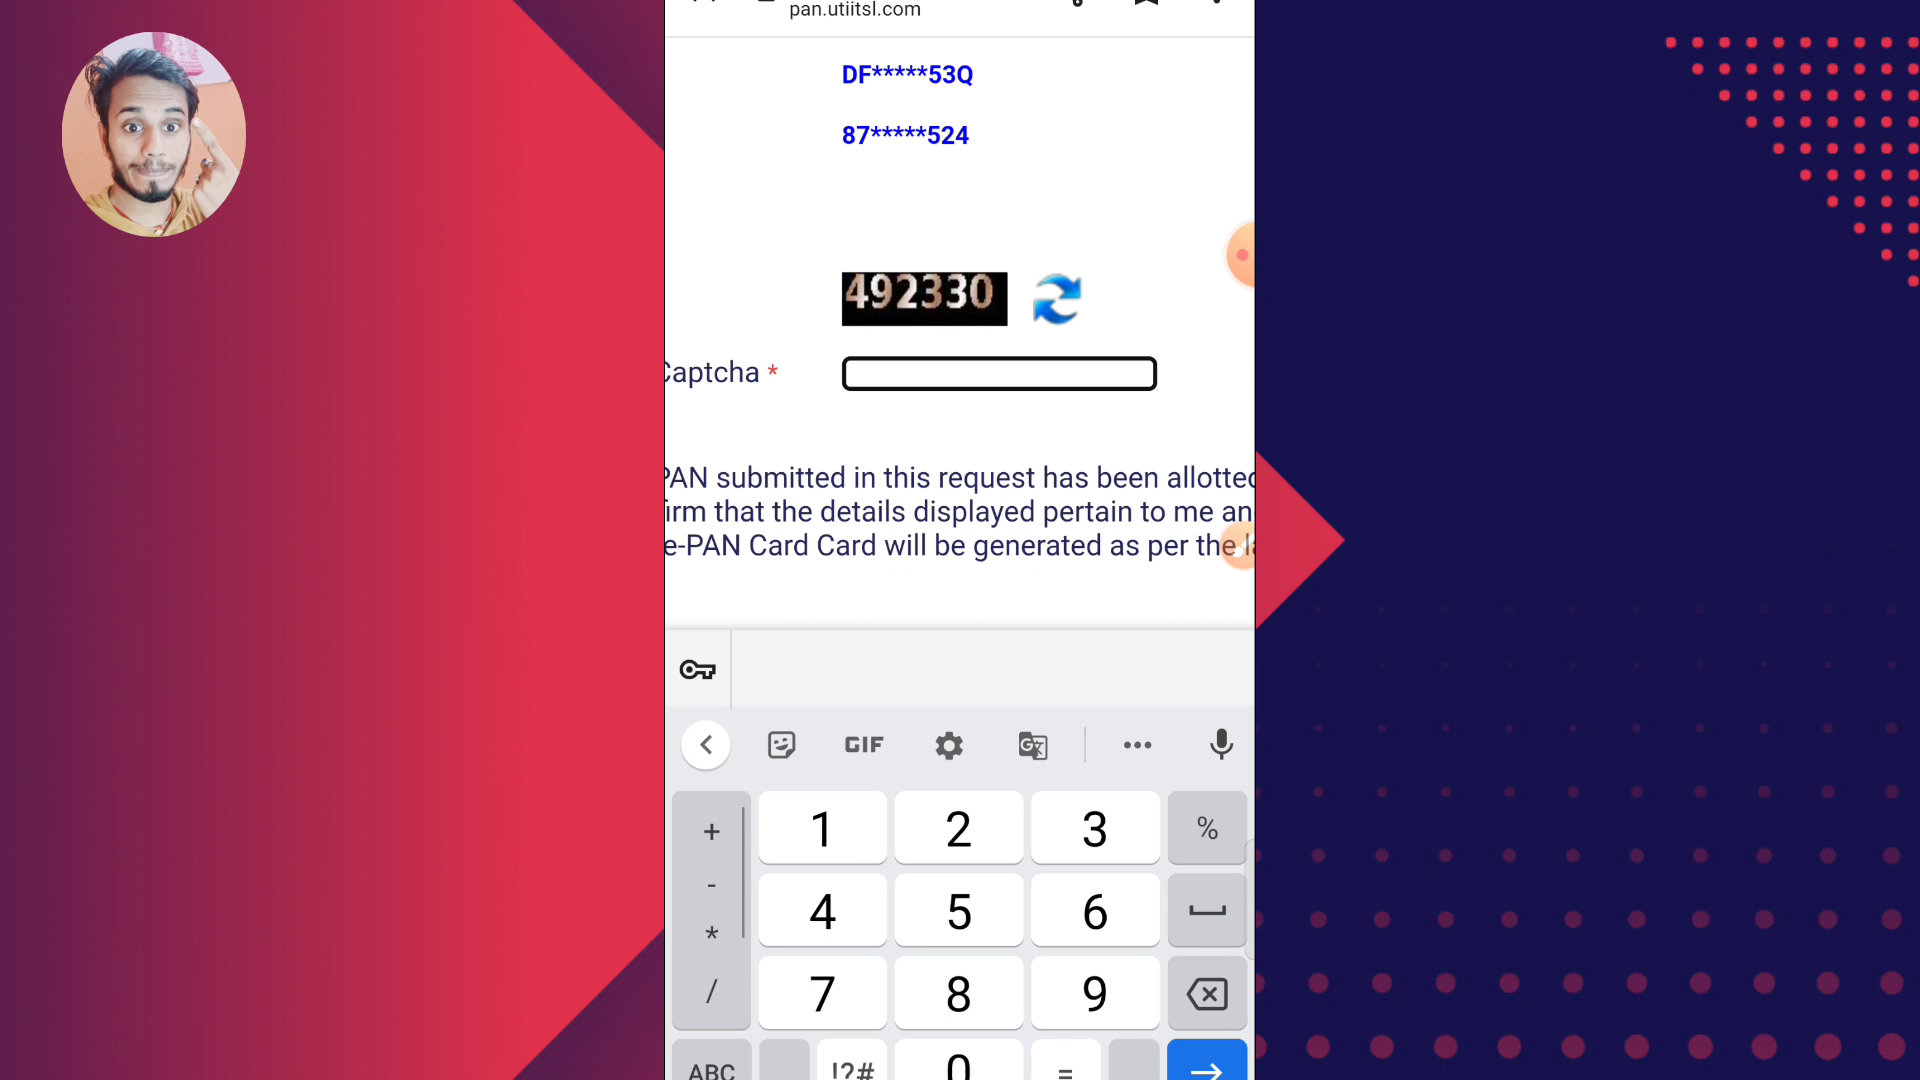 pan.utiitsl.com
DF*****53Q
87*****524
492330
Captcha *
PAN submitted in this request has been allotted
firm that the details displayed pertain to me an
e-PAN Card Card will be generated as per the la
GIF
+ 1 2 3 %
- 4 5 6
*
/ 7 8 9
ABC !?# 0 =